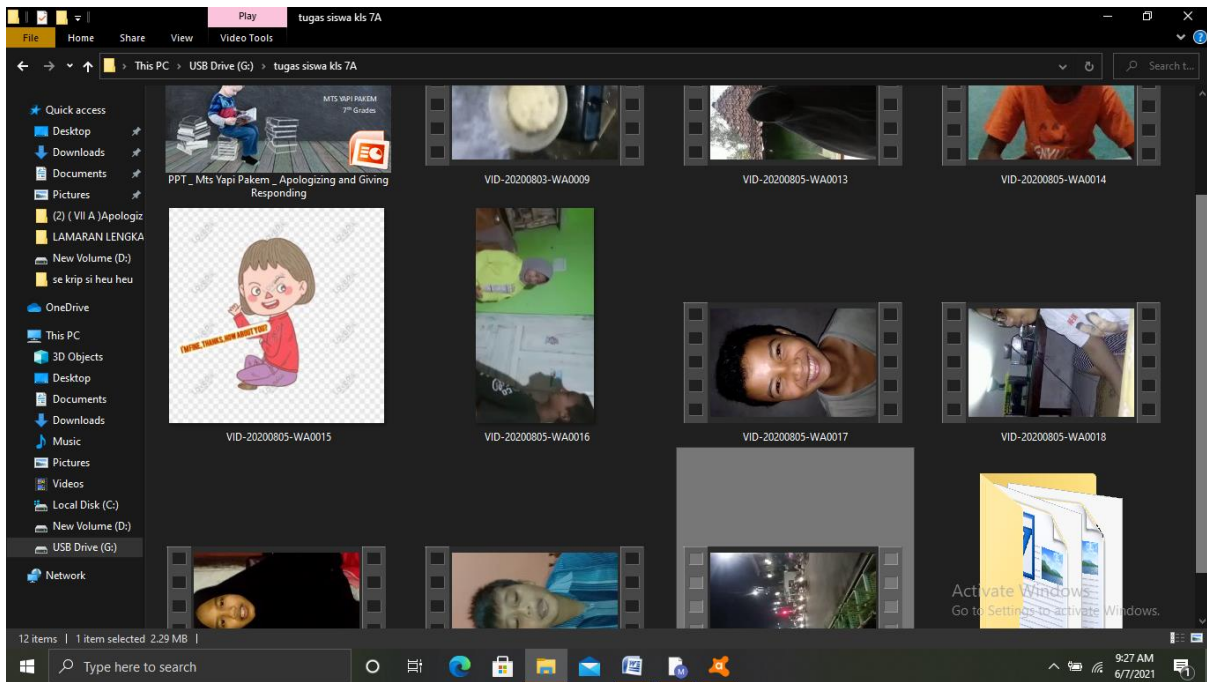 Play
tugas siswa kls 7A
File Home Share View Video Tools
This PC > USB Drive (G:) > tugas siswa kls 7A
Search t...
Quick access
Desktop
Downloads
Documents
Pictures
(2) ( VII A )Apologiz
LAMARAN LENGKA
New Volume (D:)
se krip si heu heu
OneDrive
This PC
3D Objects
Desktop
Documents
Downloads
Music
Pictures
Videos
Local Disk (C:)
New Volume (D:)
USB Drive (G:)
Network
MTS YAPI PAKEM
7th Grades
PPT _ Mts Yapi Pakem _ Apologizing and Giving
Responding
VID-20200803-WA0009
VID-20200805-WA0013
VID-20200805-WA0014
I'M FINE, THANKS, HOW ABOUT YOU?
VID-20200805-WA0015
VID-20200805-WA0016
VID-20200805-WA0017
VID-20200805-WA0018
Activate Windows
Go to Settings to activate Windows.
12 items | 1 item selected 2.29 MB |
Type here to search
9:27 AM
6/7/2021